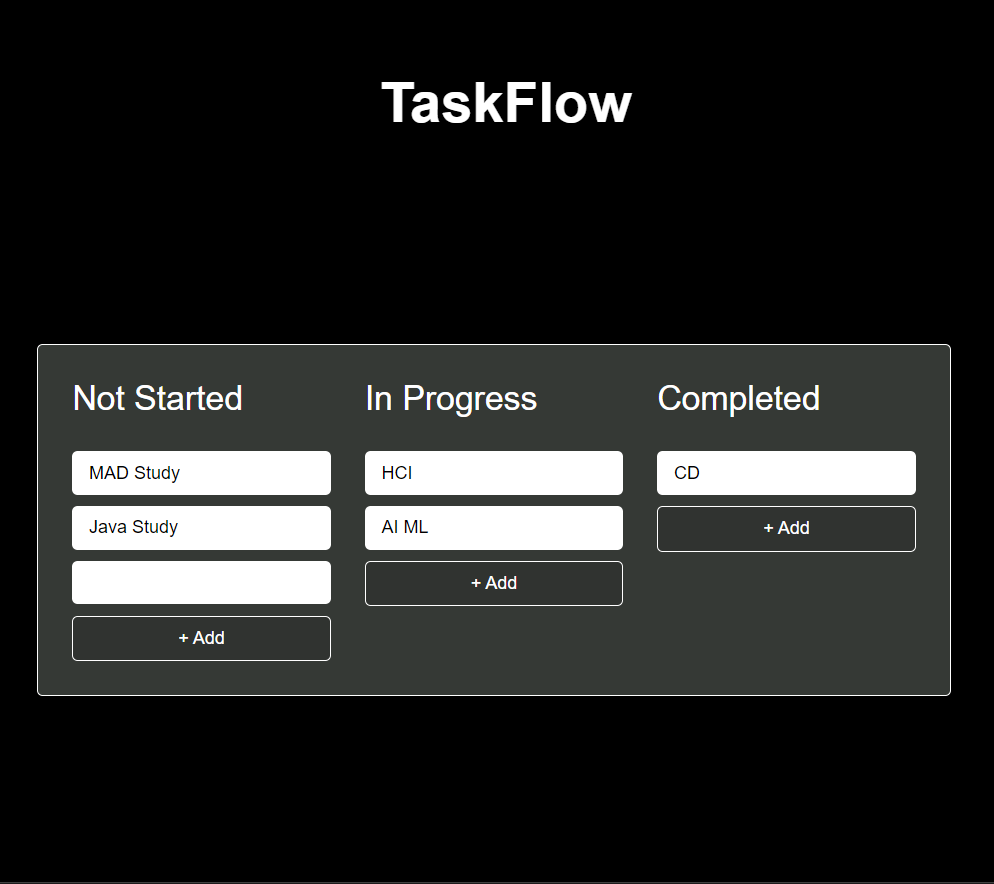 TaskFlow
Not Started
MAD Study
Java Study
+ Add
In Progress
HCI
AI ML
+ Add
Completed
CD
+ Add